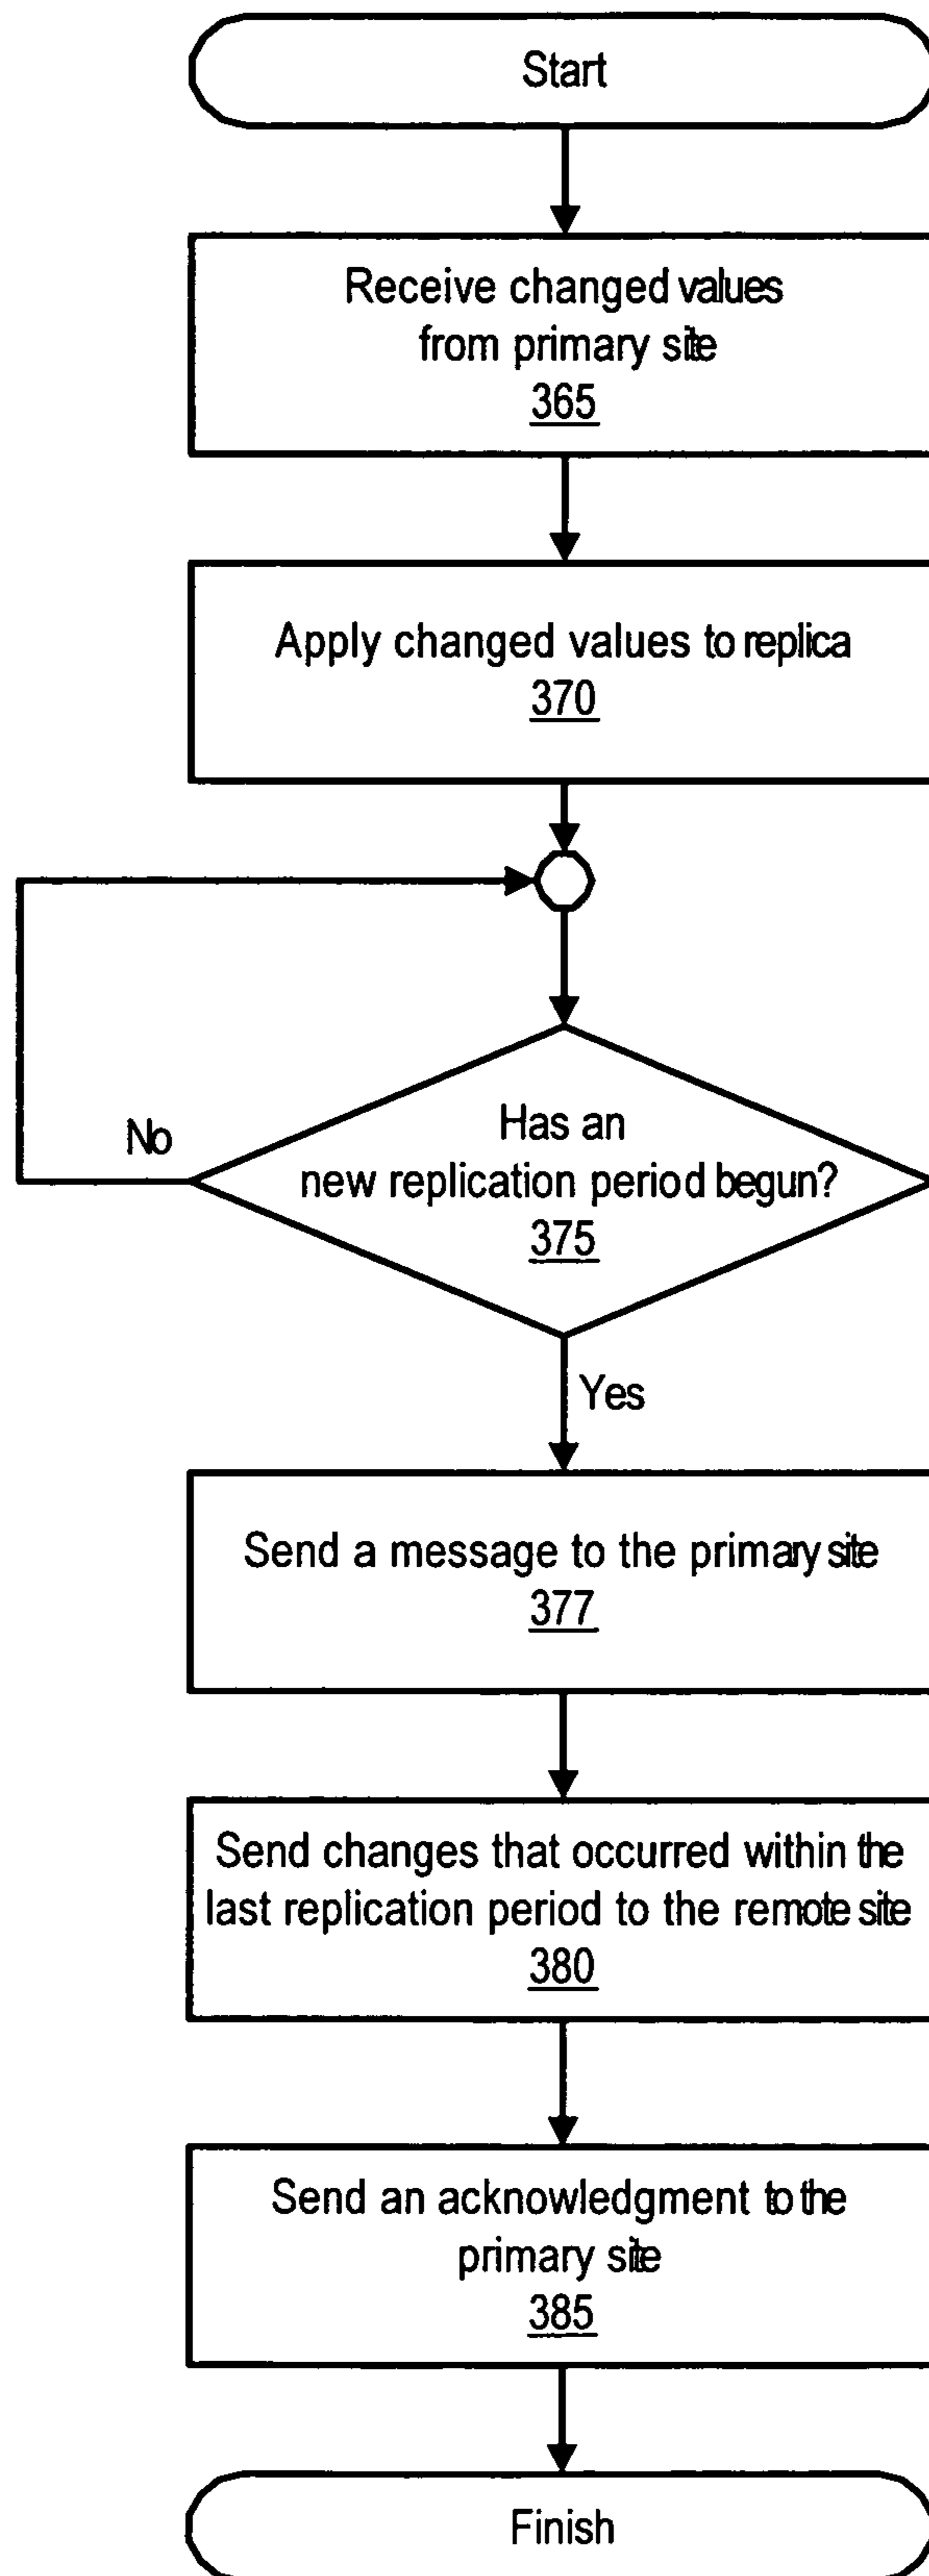 Start
Receive changed values
from primary site
365
Apply changed values to replica
370
Has an
new replication period begun?
375
No
Yes
Send a message to the primary site
377
Send changes that occurred within the
last replication period to the remote site
380
Send an acknowledgment to the
primary site
385
Finish